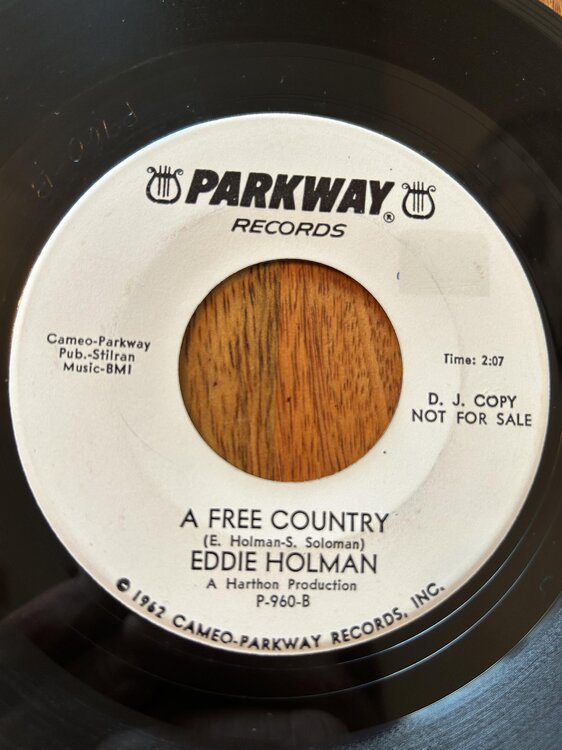 PARKWAY®
RECORDS
Cameo-Parkway
Pub.-Stilran
Music-BMI
Time: 2:07
D. J. COPY
NOT FOR SALE
A FREE COUNTRY
(E. Holman-S. Soloman)
EDDIE HOLMAN
A Harthon Production
P-960-B
© 1962 CAMEO-PARKWAY RECORDS, INC.